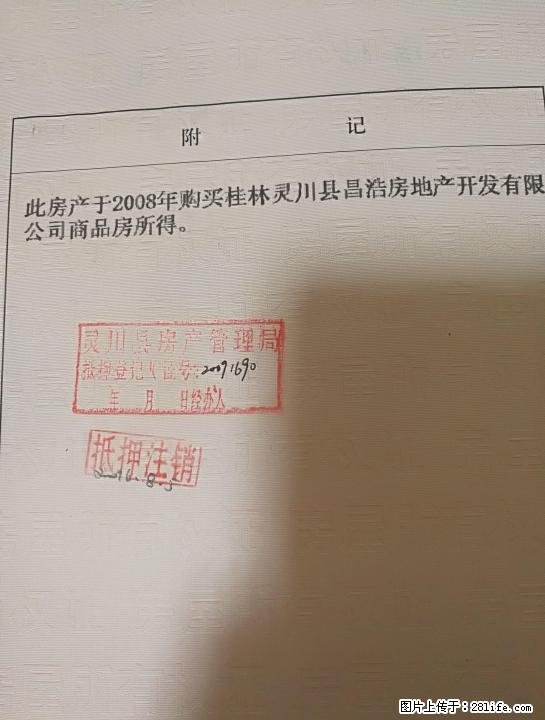 附 记
此房产于2008年购买桂林灵川县昌浩房地产开发有限
公司商品房所得。
灵川县房产管理局
抵押登记(证号:20091690
年 月 日经办人
抵押注销
图片上传于:281life.com